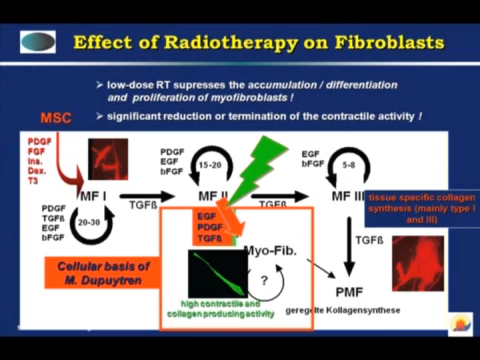 Effect of Radiotherapy on Fibroblasts
➢ low-dose RT supresses the accumulation / differentiation
and proliferation of myofibroblasts !
➢ significant reduction or termination of the contractile activity !
MSC
PDGF
FGF
Ins.
Dex.
T3
MF I
PDGF
TGFß
EGF
bFGF
20-30
TGFß
PDGF
EGF
bFGF
15-20
MF II
TGFß
EGF
bFGF
5-8
MF III
tissue specific collagen
synthesis (mainly type I
and III)
EGF
PDGF
TGFß
Myo-Fib.
?
TGFß
Cellular basis of
M. Dupuytren
high contractile and
collagen producing activity
PMF
geregelte Kollagensynthese